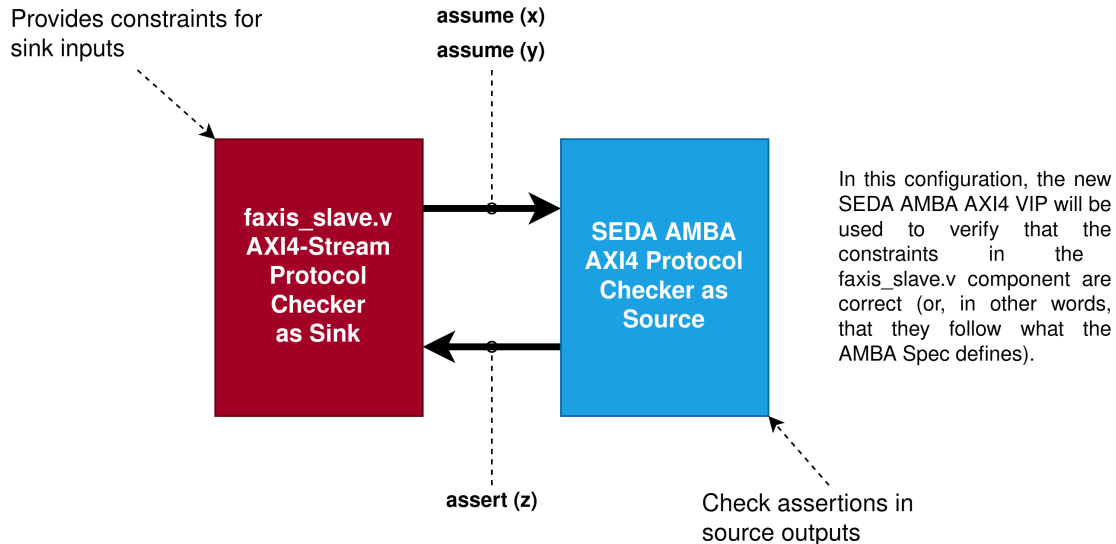 Provides constraints for
sink inputs
assume (x)
assume (y)
faxis_slave.v
AXI4-Stream
Protocol
Checker
as Sink
SEDA AMBA
AXI4 Protocol
Checker as
Source
In this configuration, the new
SEDA AMBA AXI4 VIP will be
used to verify that the
constraints in the
faxis_slave.v component are
correct (or, in other words,
that they follow what the
AMBA Spec defines).
assert (z)
Check assertions in
source outputs